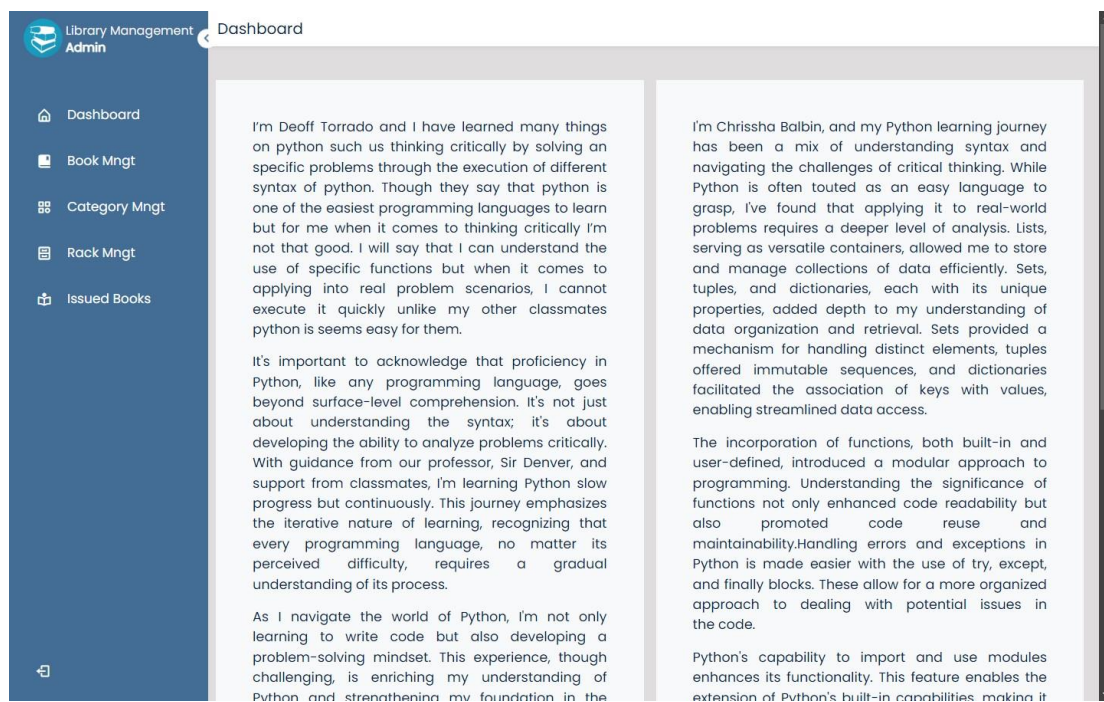 Library Management
Admin
Dashboard
Dashboard
Book Mngt
Category Mngt
Rack Mngt
Issued Books
I'm Deoff Torrado and I have learned many things
on python such us thinking critically by solving an
specific problems through the execution of different
syntax of python. Though they say that python is
one of the easiest programming languages to learn
but for me when it comes to thinking critically I'm
not that good. I will say that I can understand the
use of specific functions but when it comes to
applying into real problem scenarios, I cannot
execute it quickly unlike my other classmates
python is seems easy for them.
It's important to acknowledge that proficiency in
Python, like any programming language, goes
beyond surface-level comprehension. It's not just
about understanding the syntax; it's about
developing the ability to analyze problems critically.
With guidance from our professor, Sir Denver, and
support from classmates, I'm learning Python slow
progress but continuously. This journey emphasizes
the iterative nature of learning, recognizing that
every programming language, no matter its
perceived difficulty, requires a gradual
understanding of its process.
As I navigate the world of Python, I'm not only
learning to write code but also developing a
problem-solving mindset. This experience, though
challenging, is enriching my understanding of
Python and strengthening my foundation in the
I'm Chrissha Balbin, and my Python learning journey
has been a mix of understanding syntax and
navigating the challenges of critical thinking. While
Python is often touted as an easy language to
grasp, I've found that applying it to real-world
problems requires a deeper level of analysis. Lists,
serving as versatile containers, allowed me to store
and manage collections of data efficiently. Sets,
tuples, and dictionaries, each with its unique
properties, added depth to my understanding of
data organization and retrieval. Sets provided a
mechanism for handling distinct elements, tuples
offered immutable sequences, and dictionaries
facilitated the association of keys with values,
enabling streamlined data access.
The incorporation of functions, both built-in and
user-defined, introduced a modular approach to
programming. Understanding the significance of
functions not only enhanced code readability but
also promoted code reuse and
maintainability.Handling errors and exceptions in
Python is made easier with the use of try, except,
and finally blocks. These allow for a more organized
approach to dealing with potential issues in
the code.
Python's capability to import and use modules
enhances its functionality. This feature enables the
extension of Python's built-in capabilities, making it